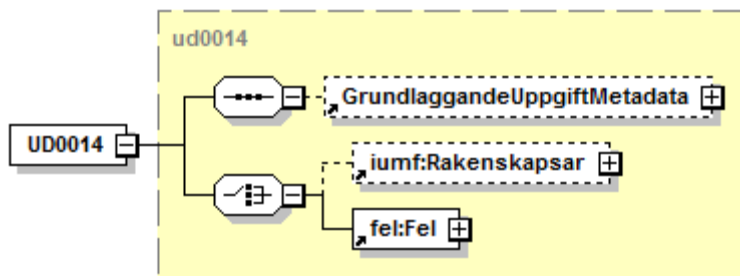 ud0014
GrundlaggandeUppgiftMetadata
UD0014
iumf:Rakenskapsar
fel:Fel